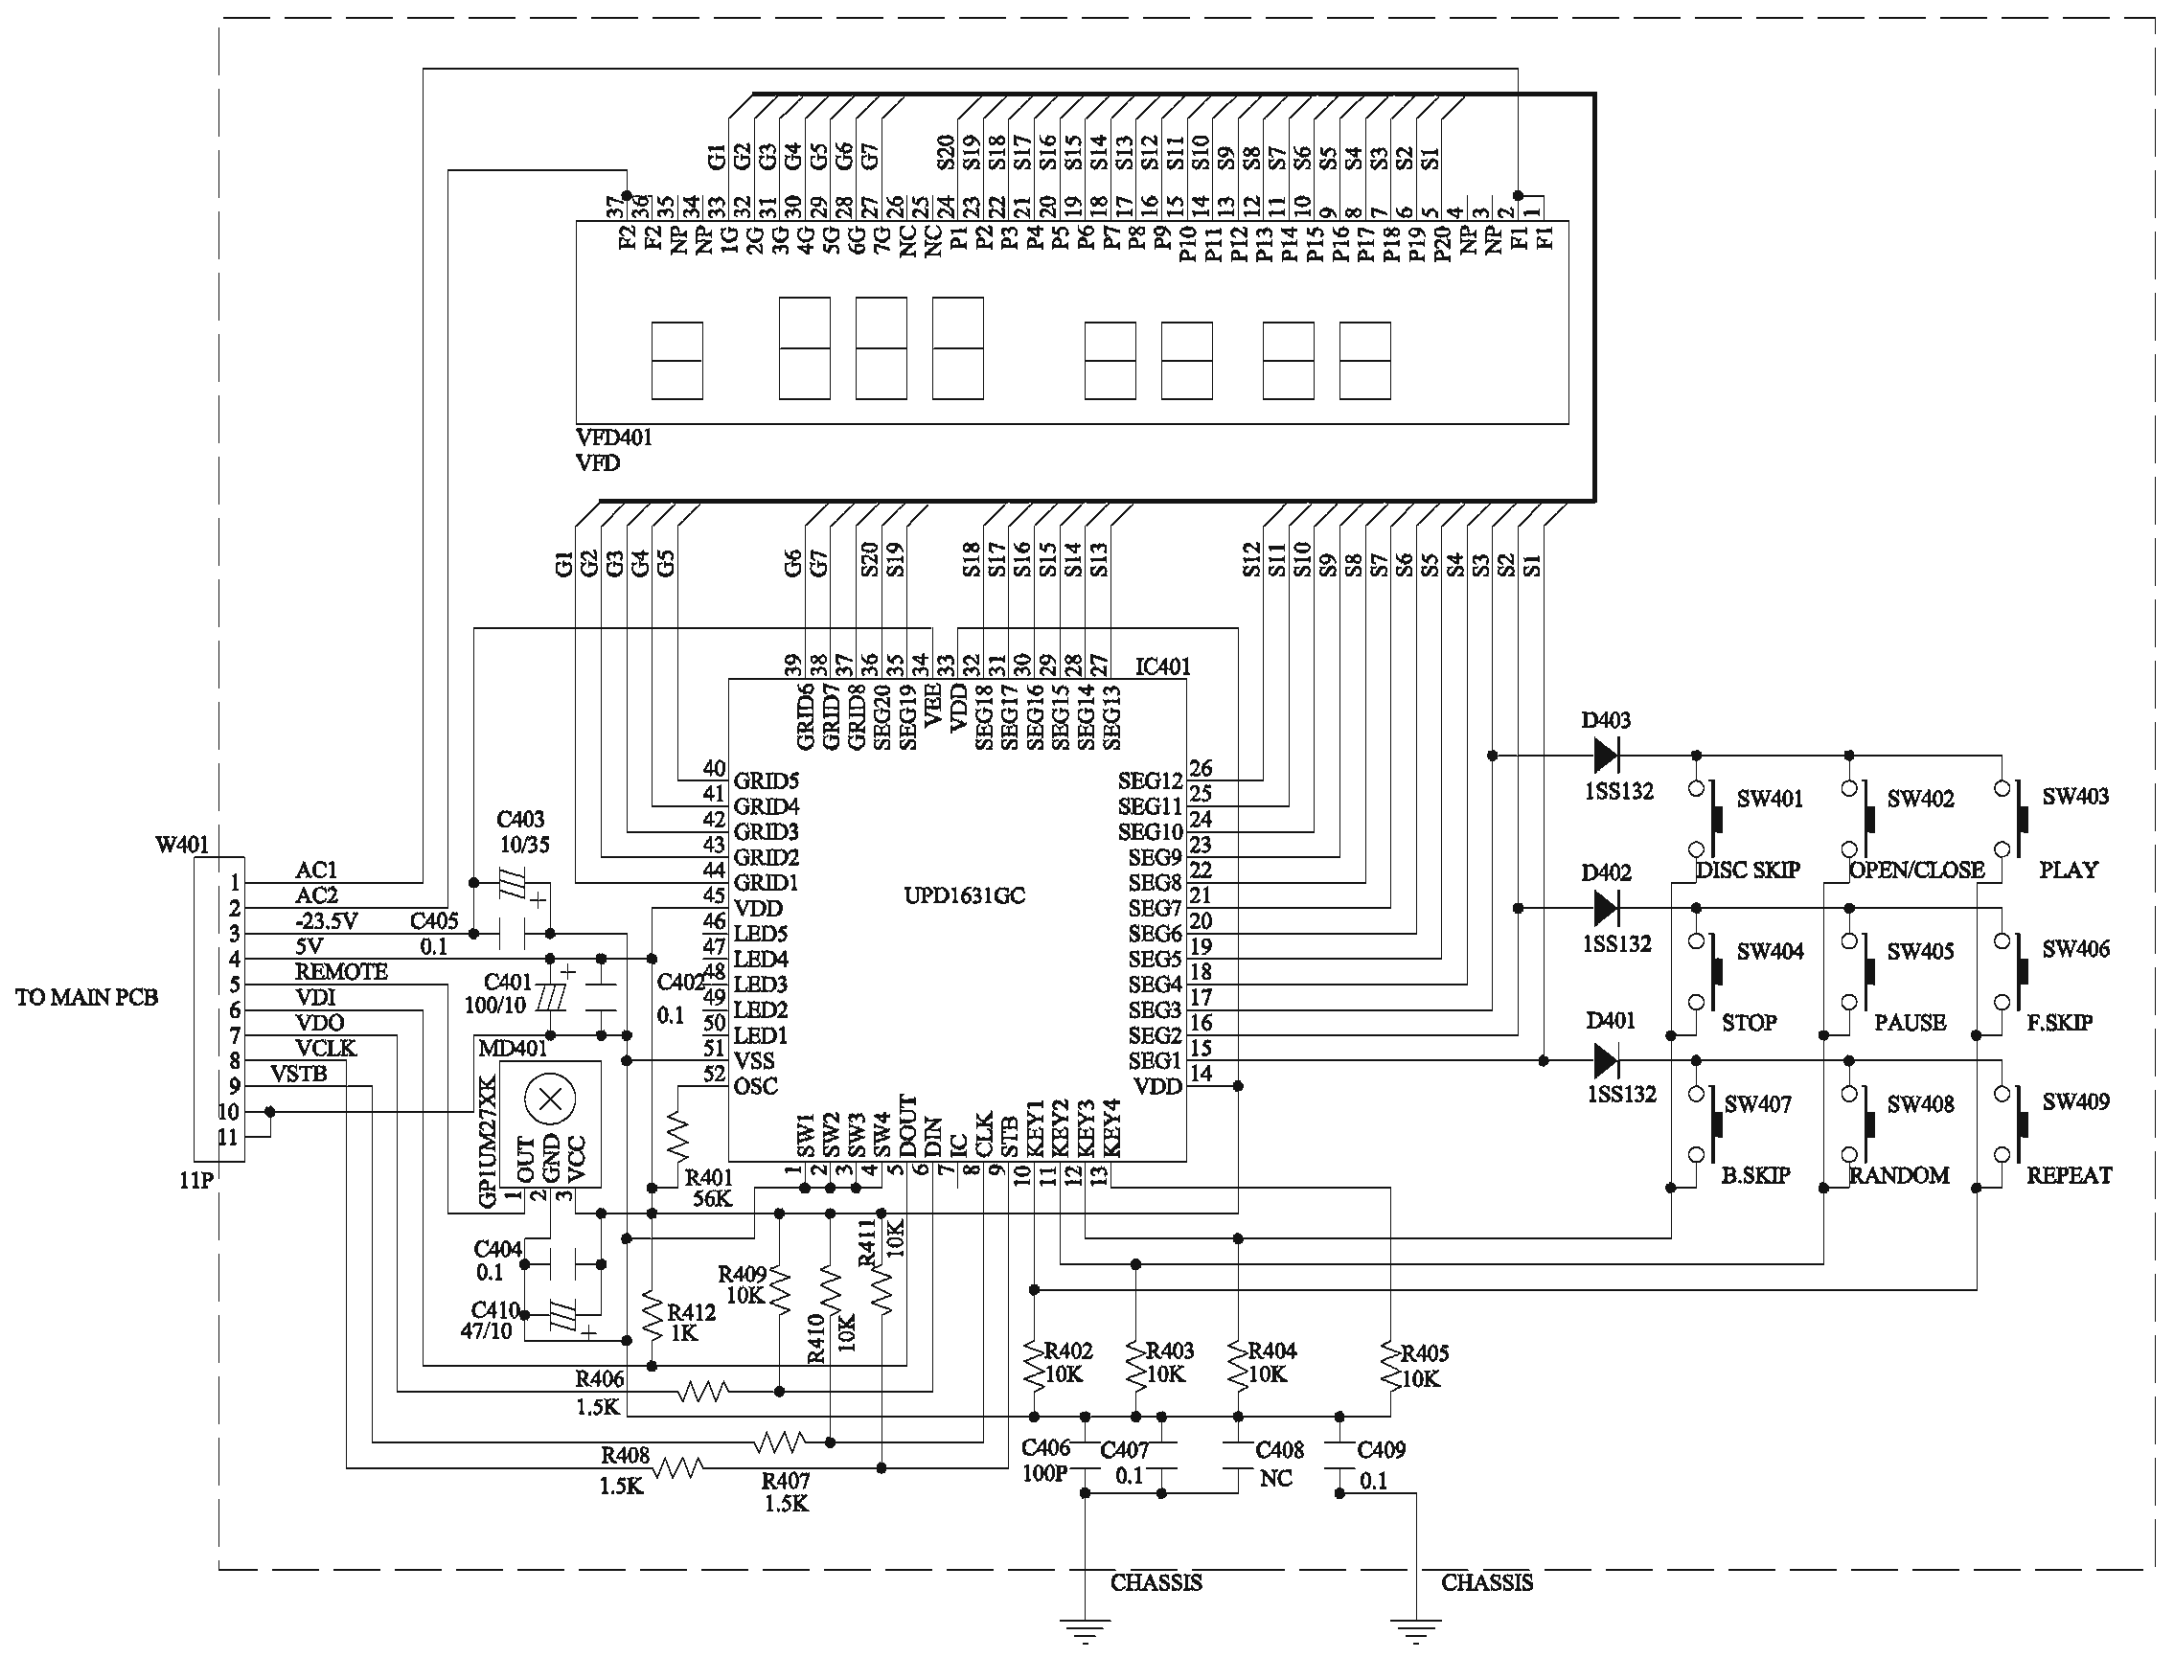 G1 G2 G3 G4 G5 G6 G7 S20 S19 S18 S17 S16 S15 S14 S13 S12 S11 S10 S9 S8 S7 S6 S5 S4 S3 S2 S1
37 36 35 34 33 32 31 30 29 28 27 26 25 24 23 22 21 20 19 18 17 16 15 14 13 12 11 10 9 8 7 6 5 4 3 2 1
F2 F2 NP NP 1G 2G 3G 4G 5G 6G 7G NC NC P1 P2 P3 P4 P5 P6 P7 P8 P9 P10 P11 P12 P13 P14 P15 P16 P17 P18 P19 P20 NP NP F1 F1
VFD401
VFD
G1 G2 G3 G4 G5 G6 G7 S20 S19 S18 S17 S16 S15 S14 S13 S12 S11 S10 S9 S8 S7 S6 S5 S4 S3 S2 S1
39 38 37 36 35 34 33 32 31 30 29 28 27
IC401
GRID6 GRID7 GRID8 SEG20 SEG19 VEE VDD SEG18 SEG17 SEG16 SEG15 SEG14 SEG13
40 GRID5
41 GRID4
42 GRID3
43 GRID2
44 GRID1
45 VDD
46 LED5
47 LED4
48 LED3
49 LED2
50 LED1
51 VSS
52 OSC
UPD1631GC
SEG12 26
SEG11 25
SEG10 24
SEG9 23
SEG8 22
SEG7 21
SEG6 20
SEG5 19
SEG4 18
SEG3 17
SEG2 16
SEG1 15
VDD 14
SW1 SW2 SW3 SW4 DOUT DIN IC CLK STB KEY1 KEY2 KEY3 KEY4
1 2 3 4 5 6 7 8 9 10 11 12 13
D403
1SS132
SW401
DISC SKIP
SW402
OPEN/CLOSE
SW403
PLAY
D402
1SS132
SW404
STOP
SW405
PAUSE
SW406
F.SKIP
D401
1SS132
SW407
B.SKIP
SW408
RANDOM
SW409
REPEAT
TO MAIN PCB
W401
1 AC1
2 AC2
3 -23.5V
4 5V
5 REMOTE
6 VDI
7 VDO
8 VCLK
9 VSTB
10
11
11P
C403
10/35
C405
0.1
C401
100/10
C402
0.1
MD401
GP1UM27XK
OUT GND VCC
1 2 3
R401
56K
C404
0.1
C410
47/10
R412
1K
R409
10K
R410
10K
R411
10K
R406
1.5K
R408
1.5K
R407
1.5K
R402
10K
R403
10K
R404
10K
R405
10K
C406
100P
C407
0.1
C408
NC
C409
0.1
CHASSIS
CHASSIS